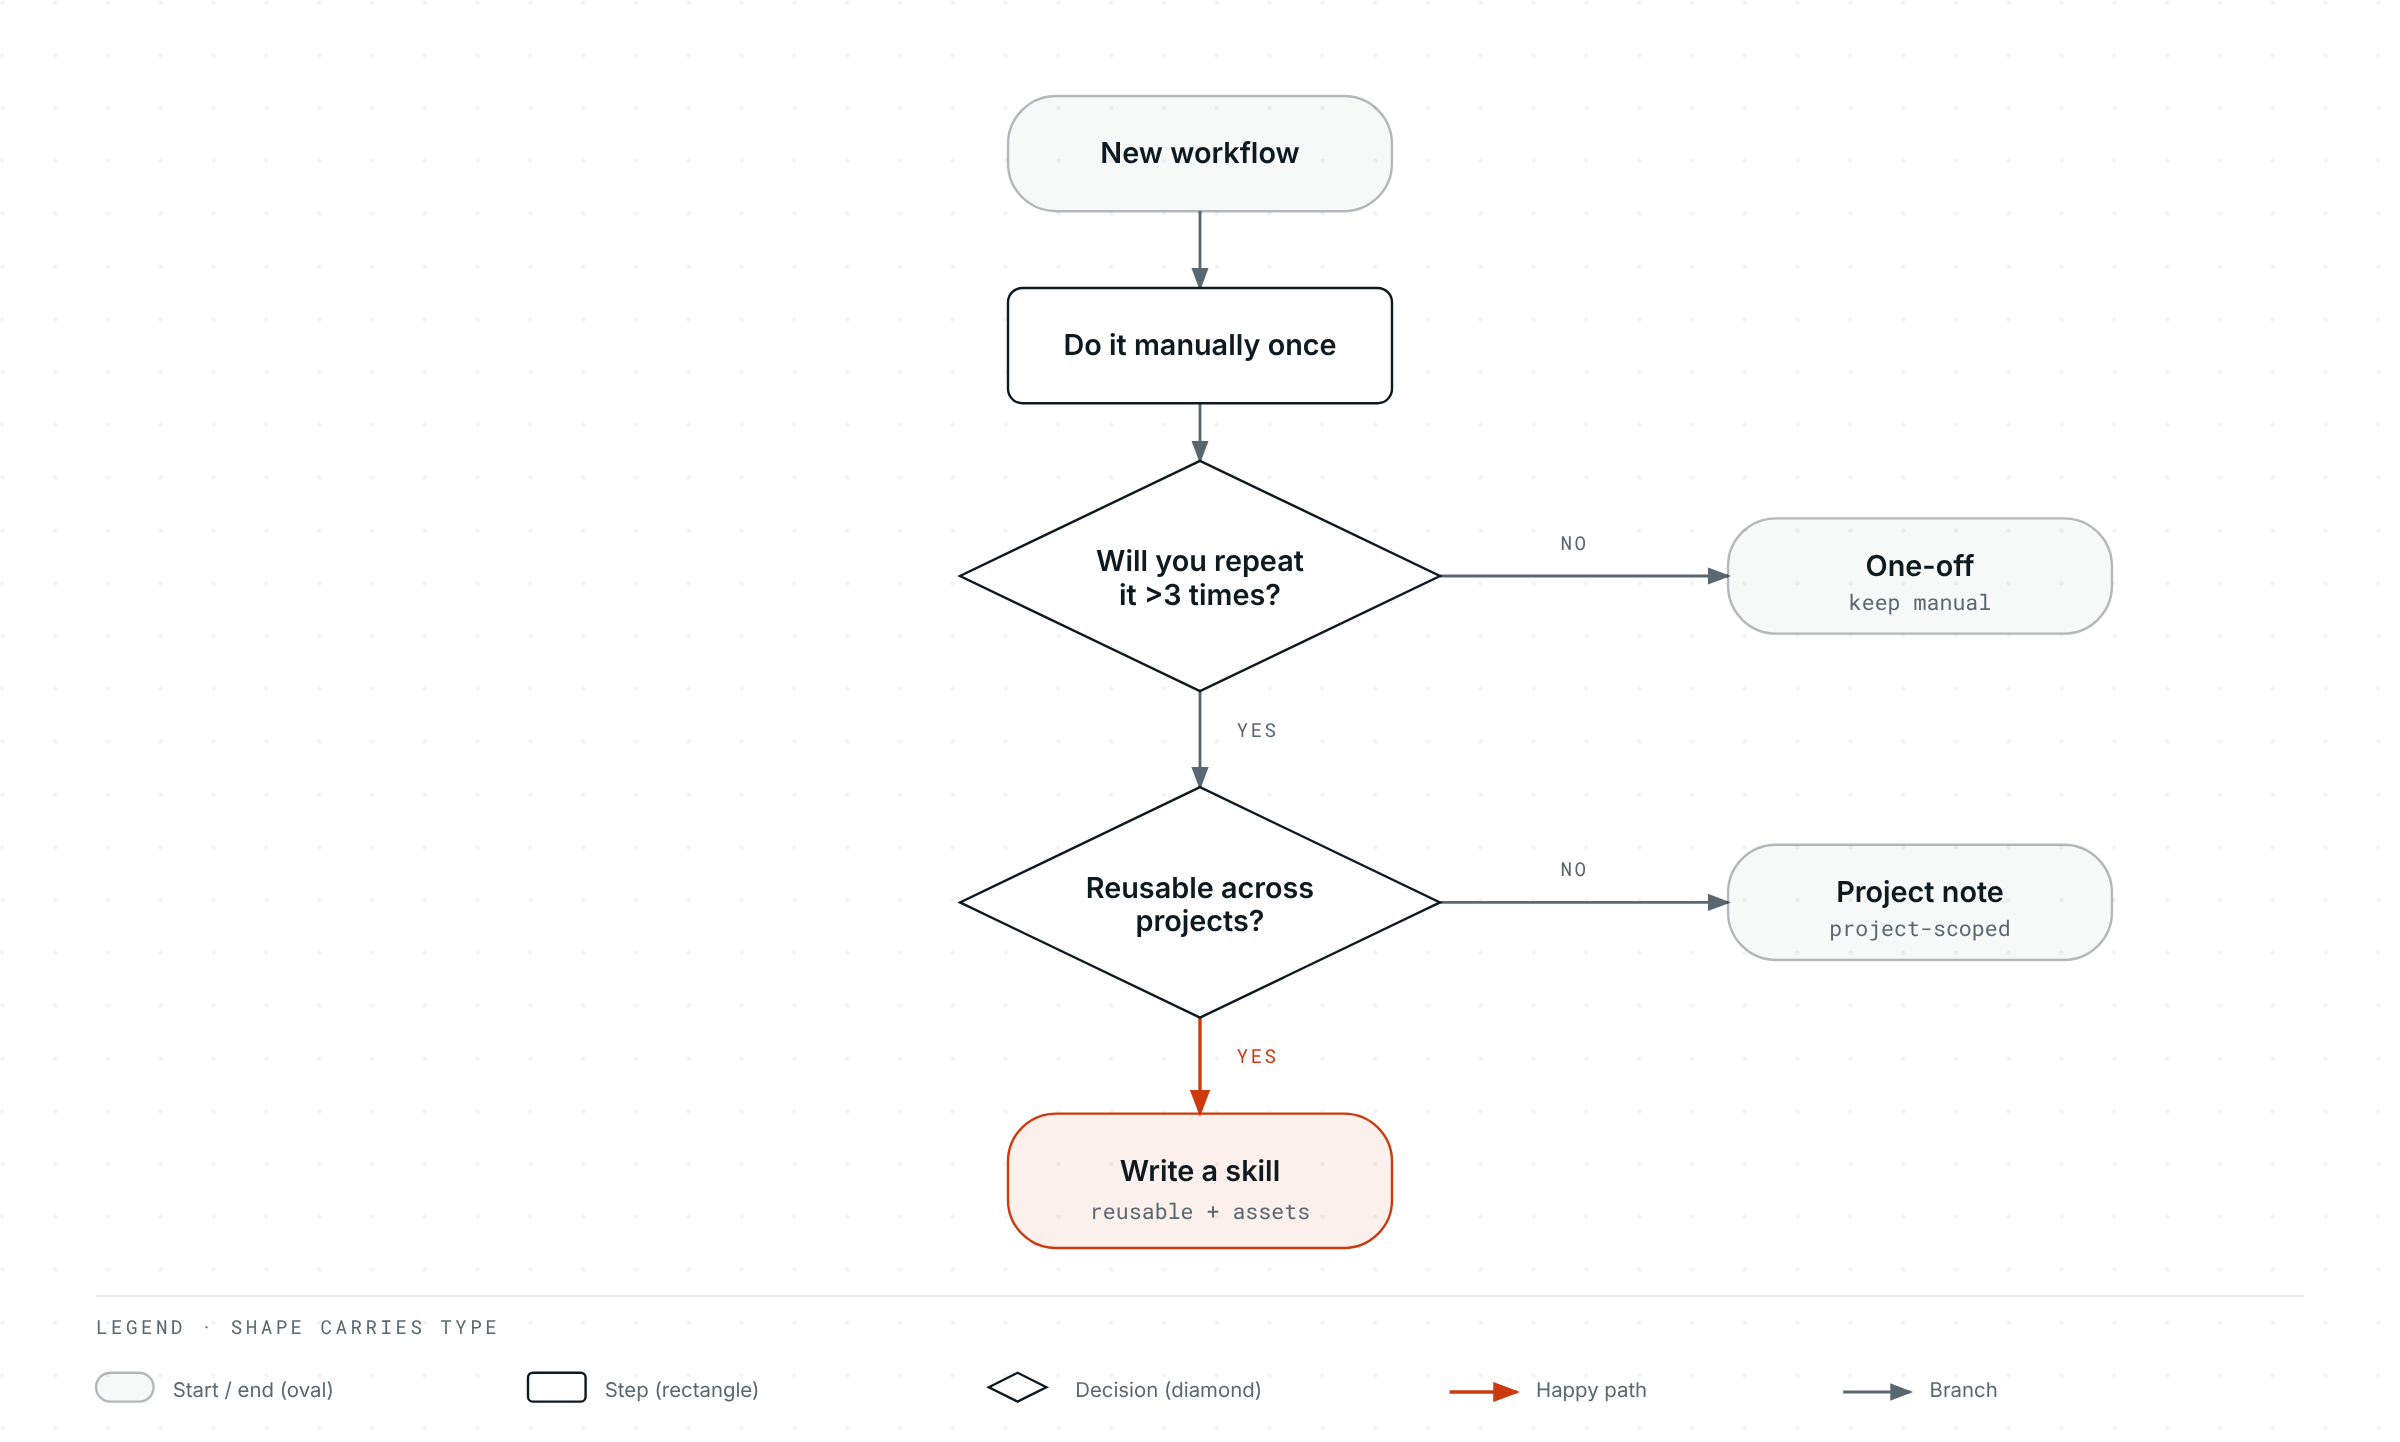 New workflow
Do it manually once
Will you repeat
it >3 times?
NO
One-off
keep manual
YES
Reusable across
projects?
NO
Project note
project-scoped
YES
Write a skill
reusable + assets
LEGEND · SHAPE CARRIES TYPE
Start / end (oval)
Step (rectangle)
Decision (diamond)
Happy path
Branch